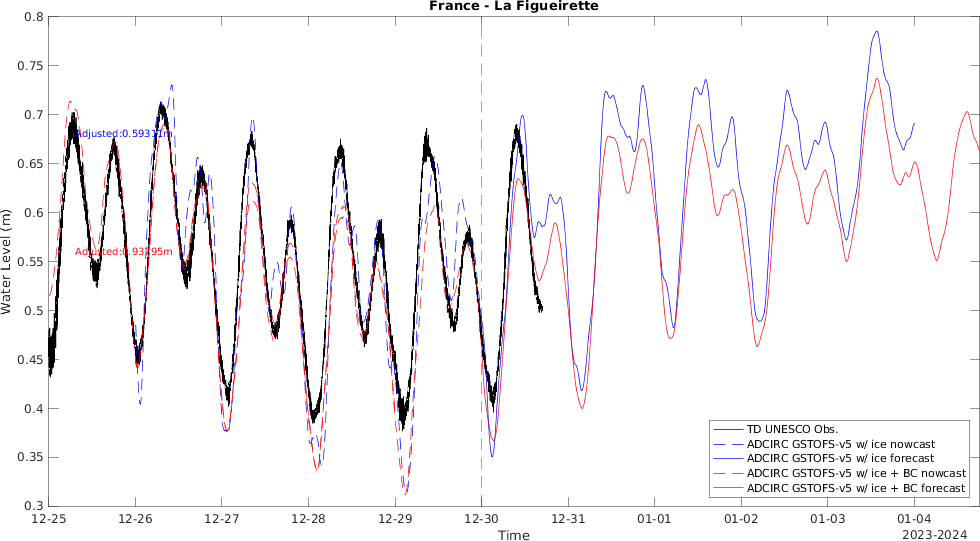 France - La Figueirette
0.8
0.75
0.7
0.65
0.6
0.55
0.5
0.45
0.4
0.35
0.3
Water Level (m)
Adjusted:0.59311m
Adjusted:0.93795m
TD UNESCO Obs.
ADCIRC GSTOFS-v5 w/ ice nowcast
ADCIRC GSTOFS-v5 w/ ice forecast
ADCIRC GSTOFS-v5 w/ ice + BC nowcast
ADCIRC GSTOFS-v5 w/ ice + BC forecast
12-25 12-26 12-27 12-28 12-29 12-30 12-31 01-01 01-02 01-03 01-04
Time
2023-2024